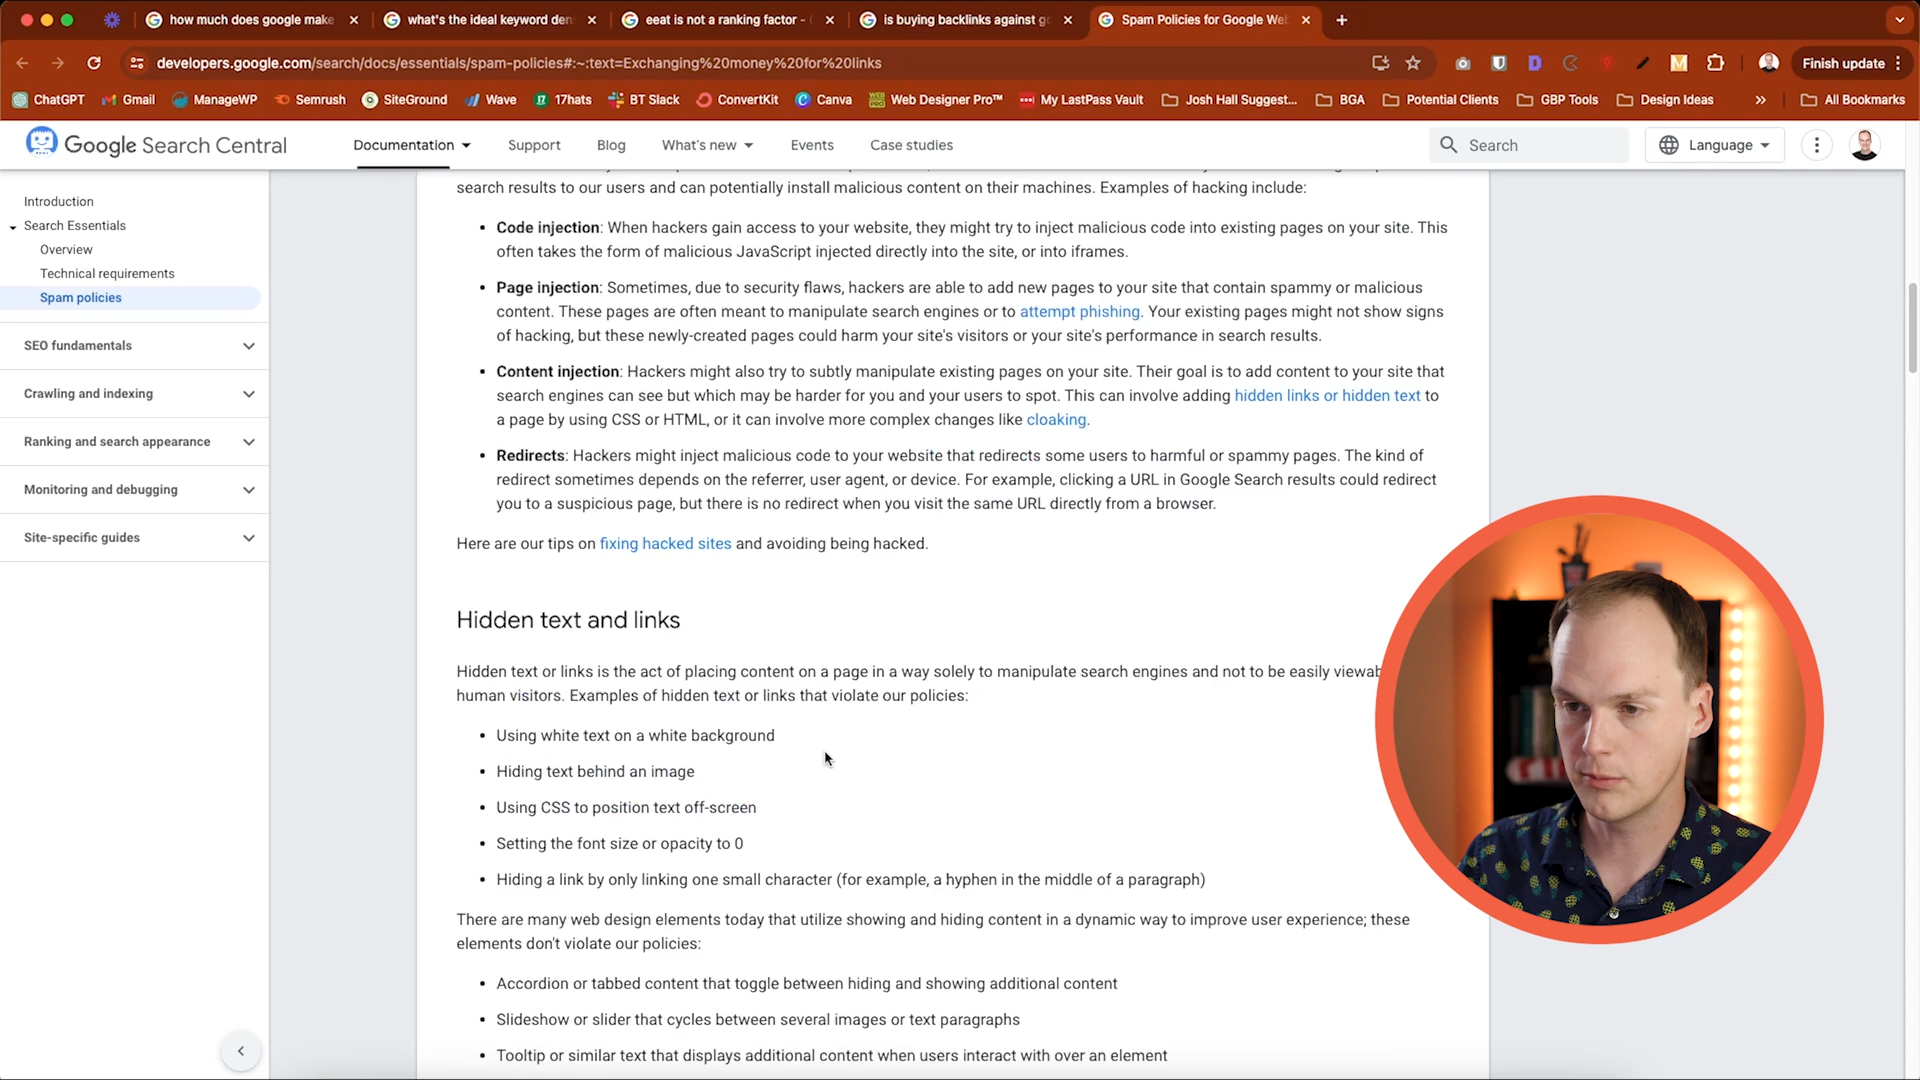 how much does google make
what's the ideal keyword den
eeat is not a ranking factor -
is buying backlinks against go
Spam Policies for Google We
developers.google.com/search/docs/essentials/spam-policies#:~:text=Exchanging%20money%20for%20links
Finish update
ChatGPT
Gmail
ManageWP
Semrush
SiteGround
Wave
17hats
BT Slack
ConvertKit
Canva
Web Designer Pro™
My LastPass Vault
Josh Hall Suggest...
BGA
Potential Clients
GBP Tools
Design Ideas
All Bookmarks
Google Search Central
Documentation
Support
Blog
What's new
Events
Case studies
Search
Language
Introduction
Search Essentials
Overview
Technical requirements
Spam policies
SEO fundamentals
Crawling and indexing
Ranking and search appearance
Monitoring and debugging
Site-specific guides
search results to our users and can potentially install malicious content on their machines. Examples of hacking include:
• Code injection: When hackers gain access to your website, they might try to inject malicious code into existing pages on your site. This
often takes the form of malicious JavaScript injected directly into the site, or into iframes.
• Page injection: Sometimes, due to security flaws, hackers are able to add new pages to your site that contain spammy or malicious
content. These pages are often meant to manipulate search engines or to attempt phishing. Your existing pages might not show signs
of hacking, but these newly-created pages could harm your site's visitors or your site's performance in search results.
• Content injection: Hackers might also try to subtly manipulate existing pages on your site. Their goal is to add content to your site that
search engines can see but which may be harder for you and your users to spot. This can involve adding hidden links or hidden text to
a page by using CSS or HTML, or it can involve more complex changes like cloaking.
• Redirects: Hackers might inject malicious code to your website that redirects some users to harmful or spammy pages. The kind of
redirect sometimes depends on the referrer, user agent, or device. For example, clicking a URL in Google Search results could redirect
you to a suspicious page, but there is no redirect when you visit the same URL directly from a browser.
Here are our tips on fixing hacked sites and avoiding being hacked.
Hidden text and links
Hidden text or links is the act of placing content on a page in a way solely to manipulate search engines and not to be easily viewab
human visitors. Examples of hidden text or links that violate our policies:
• Using white text on a white background
• Hiding text behind an image
• Using CSS to position text off-screen
• Setting the font size or opacity to 0
• Hiding a link by only linking one small character (for example, a hyphen in the middle of a paragraph)
There are many web design elements today that utilize showing and hiding content in a dynamic way to improve user experience; these
elements don't violate our policies:
• Accordion or tabbed content that toggle between hiding and showing additional content
• Slideshow or slider that cycles between several images or text paragraphs
• Tooltip or similar text that displays additional content when users interact with over an element